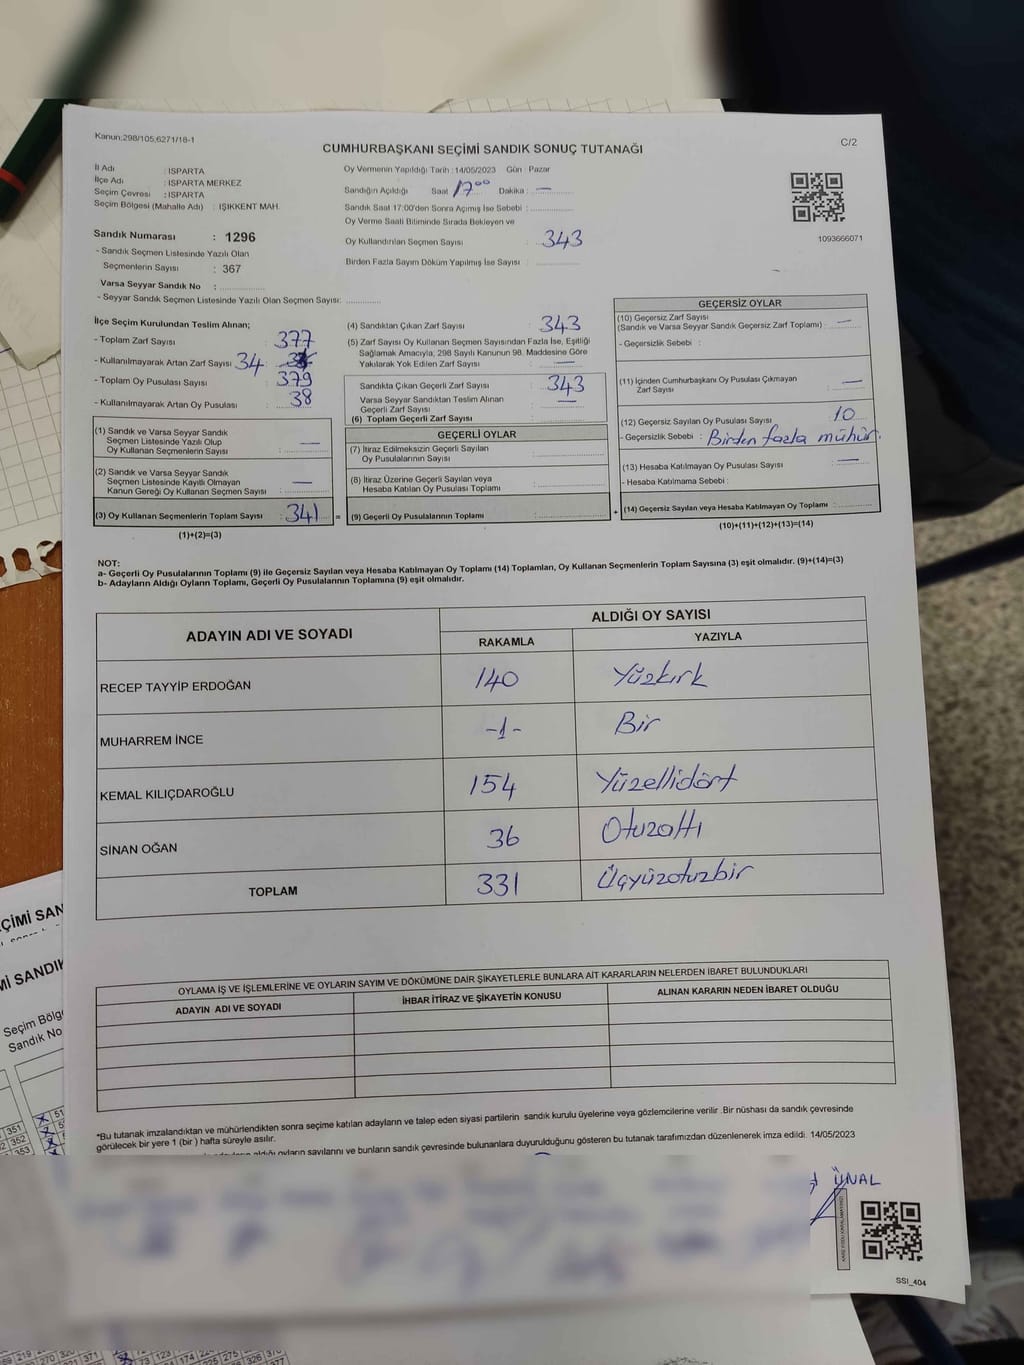 Kanun;298/105;6271/18-1
C/2
CUMHURBAŞKANI SEÇİMİ SANDIK SONUÇ TUTANAĞI
İl Adı : ISPARTA
İlçe Adı : ISPARTA MERKEZ
Seçim Çevresi : ISPARTA
Seçim Bölgesi (Mahalle Adı) : IŞIKKENT MAH.
Sandık Numarası : 1296
- Sandık Seçmen Listesinde Yazılı Olan
Seçmenlerin Sayısı : 367
Varsa Seyyar Sandık No :
- Seyyar Sandık Seçmen Listesinde Yazılı Olan Seçmen Sayısı:
Oy Vermenin Yapıldığı Tarih : 14/05/2023 Gün : Pazar
Sandığın Açıldığı Saat 17⁰⁰ Dakika : —
Sandık Saat 17:00'den Sonra Açımış İse Sebebi :
Oy Verme Saati Bitiminde Sırada Bekleyen ve
Oy Kullandırılan Seçmen Sayısı : 343
Birden Fazla Sayım Döküm Yapılmış İse Sayısı :
1093666071
İlçe Seçim Kurulundan Teslim Alınan;
- Toplam Zarf Sayısı : 377
- Kullanılmayarak Artan Zarf Sayısı 34
- Toplam Oy Pusulası Sayısı : 379
- Kullanılmayarak Artan Oy Pusulası : 38
(1) Sandık ve Varsa Seyyar Sandık
Seçmen Listesinde Yazılı Olup
Oy Kullanan Seçmenlerin Sayısı : —
(2) Sandık ve Varsa Seyyar Sandık
Seçmen Listesinde Kayıtlı Olmayan
Kanun Gereği Oy Kullanan Seçmen Sayısı : —
(3) Oy Kullanan Seçmenlerin Toplam Sayısı : 341 =
(1)+(2)=(3)
(4) Sandıktan Çıkan Zarf Sayısı : 343
(5) Zarf Sayısı Oy Kullanan Seçmen Sayısından Fazla İse, Eşitliği
Sağlamak Amacıyla, 298 Sayılı Kanunun 98. Maddesine Göre
Yakılarak Yok Edilen Zarf Sayısı : —
Sandıkta Çıkan Geçerli Zarf Sayısı : 343
Varsa Seyyar Sandıktan Teslim Alınan
Geçerli Zarf Sayısı : —
(6) Toplam Geçerli Zarf Sayısı :
GEÇERLİ OYLAR
(7) İtiraz Edilmeksizin Geçerli Sayılan
Oy Pusulalarının Sayısı :
(8) İtiraz Üzerine Geçerli Sayılan veya
Hesaba Katılan Oy Pusulası Toplamı :
(9) Geçerli Oy Pusulalarının Toplamı : +
GEÇERSİZ OYLAR
(10) Geçersiz Zarf Sayısı
(Sandık ve Varsa Seyyar Sandık Geçersiz Zarf Toplamı) : —
- Geçersizlik Sebebi :
(11) İçinden Cumhurbaşkanı Oy Pusulası Çıkmayan
Zarf Sayısı : —
(12) Geçersiz Sayılan Oy Pusulası Sayısı : 10
- Geçersizlik Sebebi : Birden fazla mühür.
(13) Hesaba Katılmayan Oy Pusulası Sayısı : —
- Hesaba Katılmama Sebebi :
(14) Geçersiz Sayılan veya Hesaba Katılmayan Oy Toplamı :
(10)+(11)+(12)+(13)=(14)
NOT:
a- Geçerli Oy Pusulalarının Toplamı (9) ile Geçersiz Sayılan veya Hesaba Katılmayan Oy Toplamı (14) Toplamları, Oy Kullanan Seçmenlerin Toplam Sayısına (3) eşit olmalıdır. (9)+(14)=(3)
b- Adayların Aldığı Oyların Toplamı, Geçerli Oy Pusulalarının Toplamına (9) eşit olmalıdır.
ADAYIN ADI VE SOYADI
ALDIĞI OY SAYISI
RAKAMLA YAZIYLA
RECEP TAYYİP ERDOĞAN 140 Yüzkırk
MUHARREM İNCE -1- Bir
KEMAL KILIÇDAROĞLU 154 Yüzellidört
SİNAN OĞAN 36 Otuzaltı
TOPLAM 331 Üçyüzotuzbir
OYLAMA İŞ VE İŞLEMLERİNE VE OYLARIN SAYIM VE DÖKÜMÜNE DAİR ŞİKAYETLERLE BUNLARA AİT KARARLARIN NELERDEN İBARET BULUNDUKLARI
ADAYIN ADI VE SOYADI İHBAR İTİRAZ VE ŞİKAYETİN KONUSU ALINAN KARARIN NEDEN İBARET OLDUĞU
*Bu tutanak imzalandıktan ve mühürlendikten sonra seçime katılan adayların ve talep eden siyasi partilerin sandık kurulu üyelerine veya gözlemcilerine verilir .Bir nüshası da sandık çevresinde
görülecek bir yere 1 (bir ) hafta süreyle asılır.
aldığı oyların sayılarını ve bunların sandık çevresinde bulunanlara duyurulduğunu gösteren bu tutanak tarafımızdan düzenlenerek imza edildi. 14/05/2023
ÜNAL
SSI_404
ÇİMİ SAN
Mİ SANDIK
Seçim Bölg
Sandık No
351
352
353